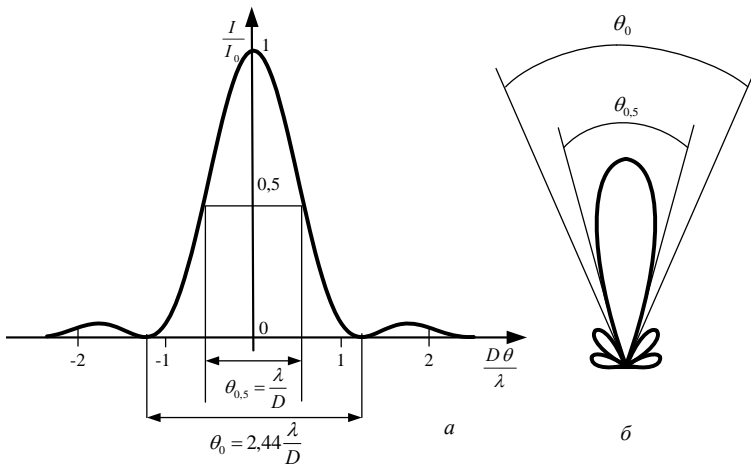 I/I₀
1
0,5
0
-2 -1 1 2
Dθ/λ
θ₀,₅ = λ/D
θ₀ = 2,44 λ/D
а
θ₀
θ₀,₅
б